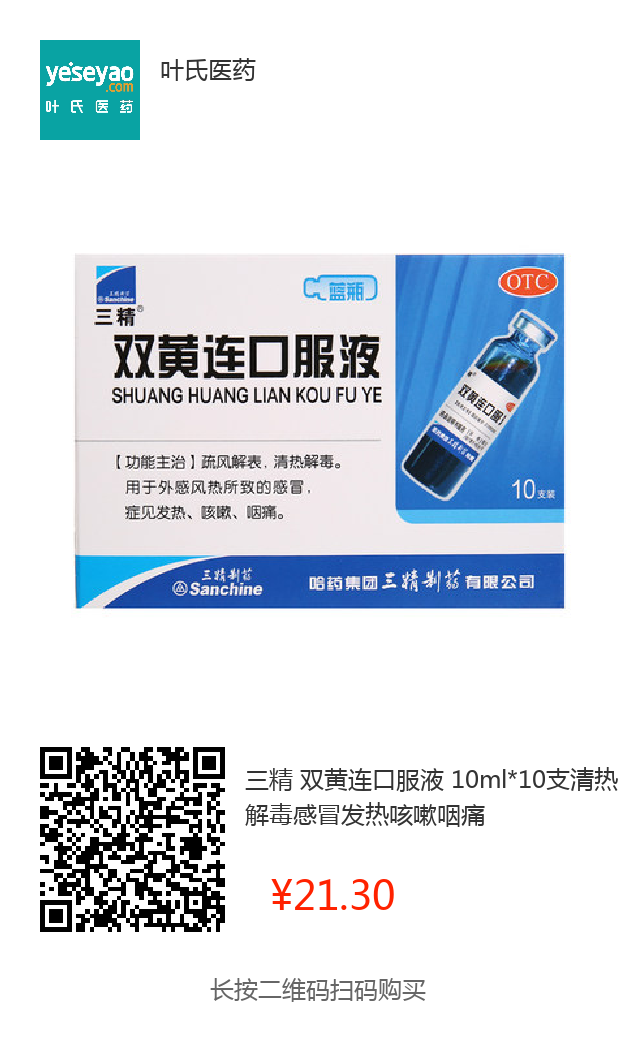 yeseyao
.com
叶氏医药
叶氏医药
蓝瓶
OTC
Sanchine
三精®
双黄连口服液
SHUANG HUANG LIAN KOU FU YE
双黄连口服
【功能主治】疏风解表，清热解毒。
用于外感风热所致的感冒，
症见发热、咳嗽、咽痛。
10支装
三精制药
Sanchine
哈药集团三精制药有限公司
三精 双黄连口服液 10ml*10支清热
解毒感冒发热咳嗽咽痛
¥21.30
长按二维码扫码购买